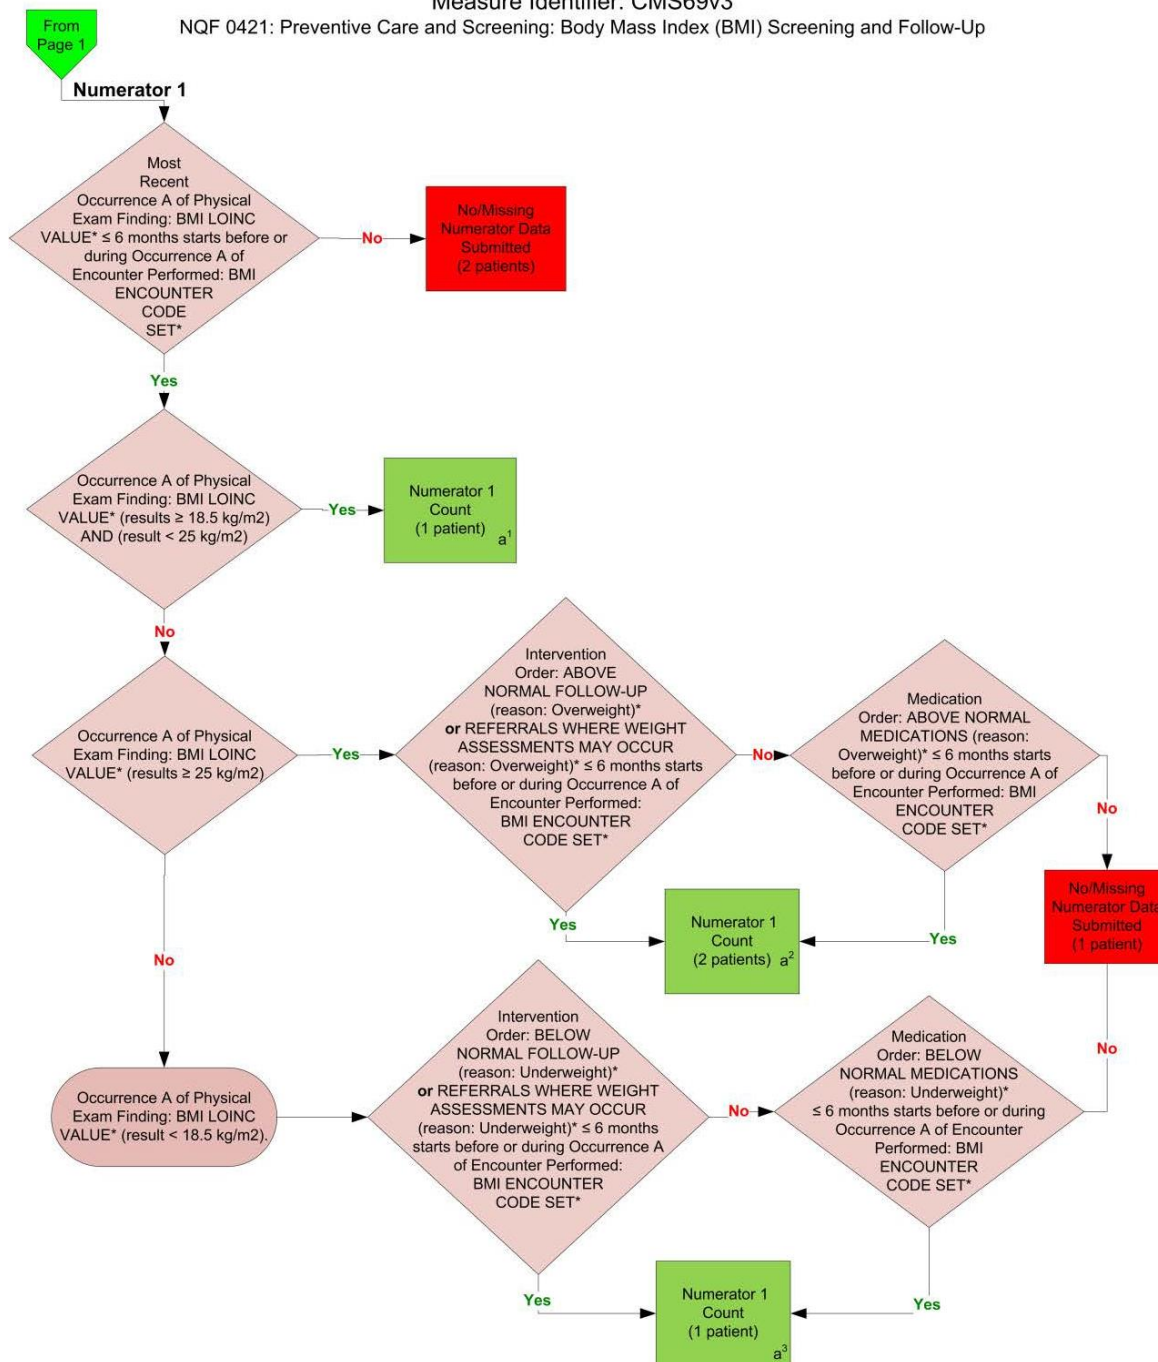 Measure Identifier: CMS69v3
NQF 0421: Preventive Care and Screening: Body Mass Index (BMI) Screening and Follow-Up
From
Page 1
Numerator 1
Most
Recent
Occurrence A of Physical
Exam Finding: BMI LOINC
VALUE* ≤ 6 months starts before or
during Occurrence A of
Encounter Performed: BMI
ENCOUNTER
CODE
SET*
No
No/Missing
Numerator Data
Submitted
(2 patients)
Yes
Occurrence A of Physical
Exam Finding: BMI LOINC
VALUE* (results ≥ 18.5 kg/m2)
AND (result < 25 kg/m2)
Yes
Numerator 1
Count
(1 patient)
a¹
No
Occurrence A of Physical
Exam Finding: BMI LOINC
VALUE* (results ≥ 25 kg/m2)
Yes
Intervention
Order: ABOVE
NORMAL FOLLOW-UP
(reason: Overweight)*
or REFERRALS WHERE WEIGHT
ASSESSMENTS MAY OCCUR
(reason: Overweight)* ≤ 6 months starts
before or during Occurrence A of
Encounter Performed:
BMI ENCOUNTER
CODE SET*
No
Medication
Order: ABOVE NORMAL
MEDICATIONS (reason:
Overweight)* ≤ 6 months starts
before or during Occurrence A of
Encounter Performed: BMI
ENCOUNTER
CODE SET*
No
No/Missing
Numerator Data
Submitted
(1 patient)
Yes
Numerator 1
Count
(2 patients) a²
Yes
No
Occurrence A of Physical
Exam Finding: BMI LOINC
VALUE* (result < 18.5 kg/m2).
Intervention
Order: BELOW
NORMAL FOLLOW-UP
(reason: Underweight)*
or REFERRALS WHERE WEIGHT
ASSESSMENTS MAY OCCUR
(reason: Underweight)* ≤ 6 months
starts before or during Occurrence A
of Encounter Performed:
BMI ENCOUNTER
CODE SET*
No
Medication
Order: BELOW
NORMAL MEDICATIONS
(reason: Underweight)*
≤ 6 months starts before or during
Occurrence A of Encounter
Performed: BMI
ENCOUNTER
CODE SET*
No
Yes
Numerator 1
Count
(1 patient)
a³
Yes